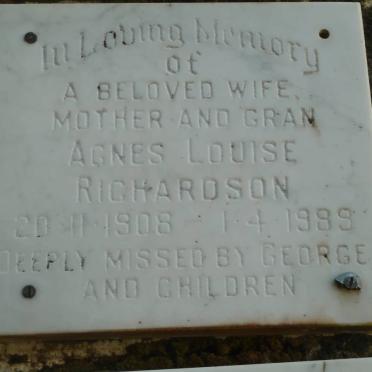 In Loving Memory
of
A BELOVED WIFE,
MOTHER AND GRAN
AGNES LOUISE
RICHARDSON
20 11 1908 1 4 1989
DEEPLY MISSED BY GEORGE
AND CHILDREN